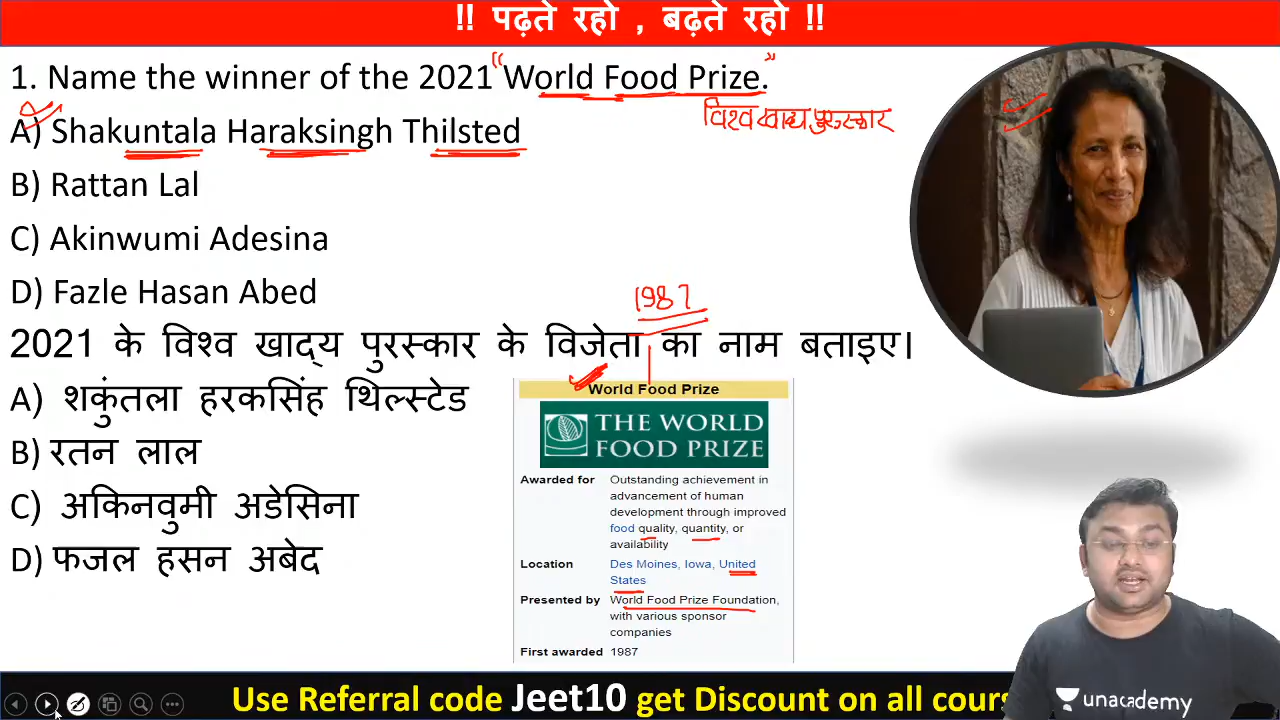 !! पढ़ते रहो , बढ़ते रहो !!
1. Name the winner of the 2021 "World Food Prize."
विश्व खाद्य पुरुस्कार
A) Shakuntala Haraksingh Thilsted
B) Rattan Lal
C) Akinwumi Adesina
D) Fazle Hasan Abed
1987
2021 के विश्व खाद्य पुरस्कार के विजेता का नाम बताइए।
A) शकुंतला हरकसिंह थिल्स्टेड
B) रतन लाल
C) अकिनवुमी अडेसिना
D) फजल हसन अबेद
World Food Prize
THE WORLD
FOOD PRIZE
Awarded for Outstanding achievement in
advancement of human
development through improved
food quality, quantity, or
availability
Location Des Moines, Iowa, United
States
Presented by World Food Prize Foundation,
with various sponsor
companies
First awarded 1987
unacademy
Use Referral code Jeet10 get Discount on all cours